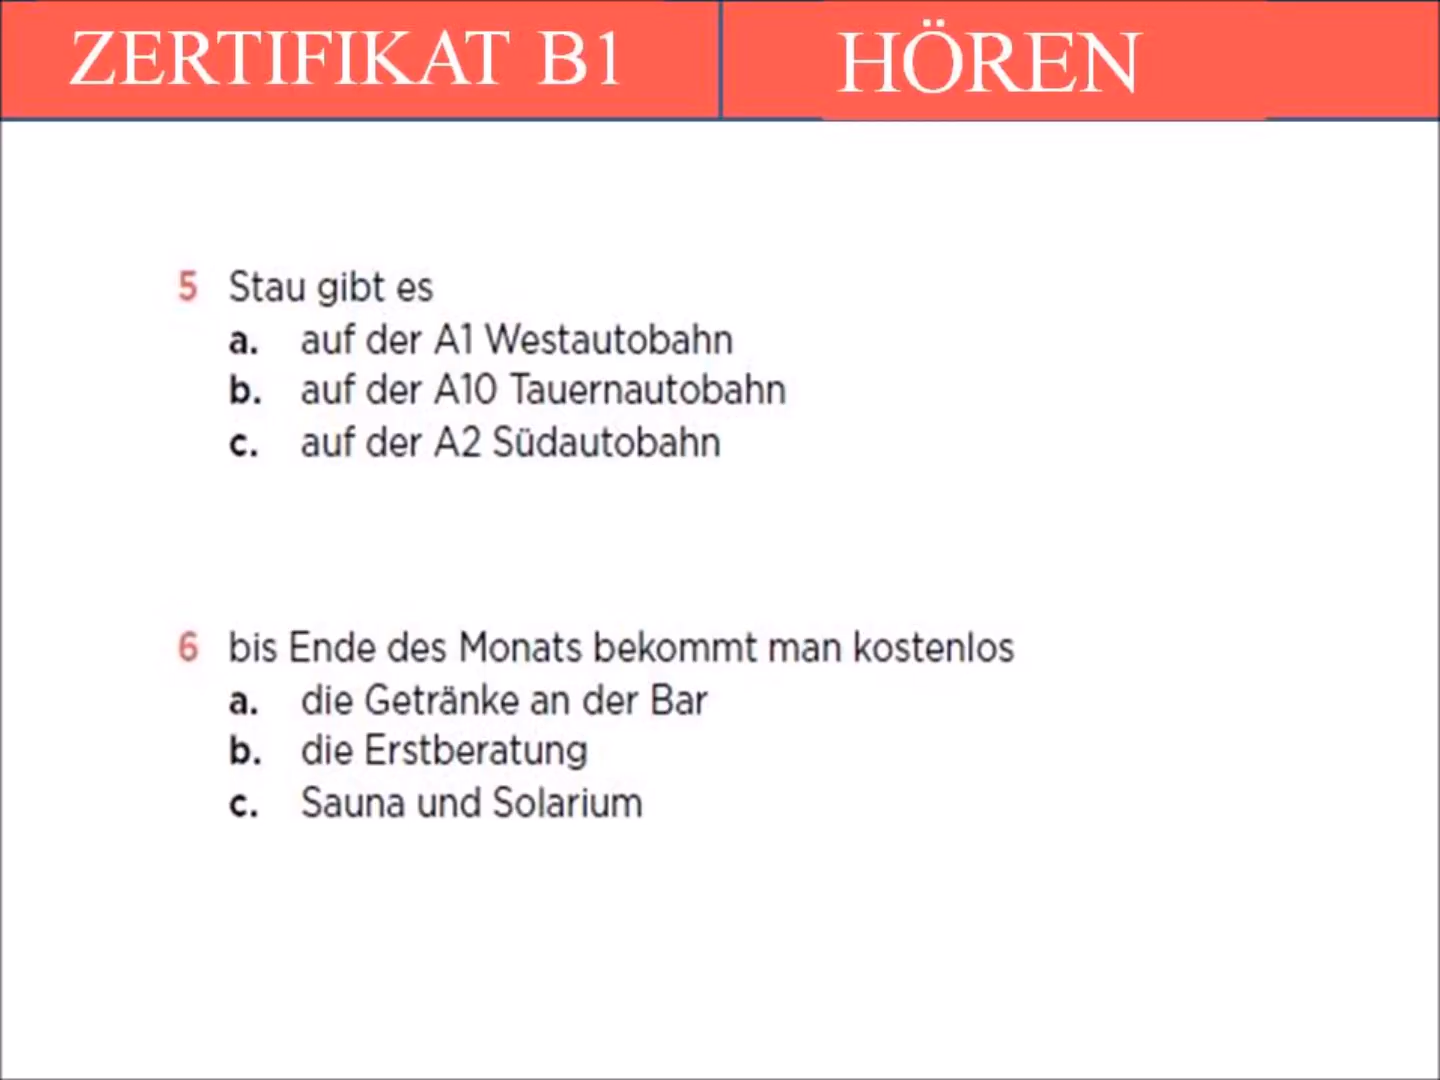 ZERTIFIKAT B1
HÖREN
5 Stau gibt es
a. auf der A1 Westautobahn
b. auf der A10 Tauernautobahn
c. auf der A2 Südautobahn
6 bis Ende des Monats bekommt man kostenlos
a. die Getränke an der Bar
b. die Erstberatung
c. Sauna und Solarium